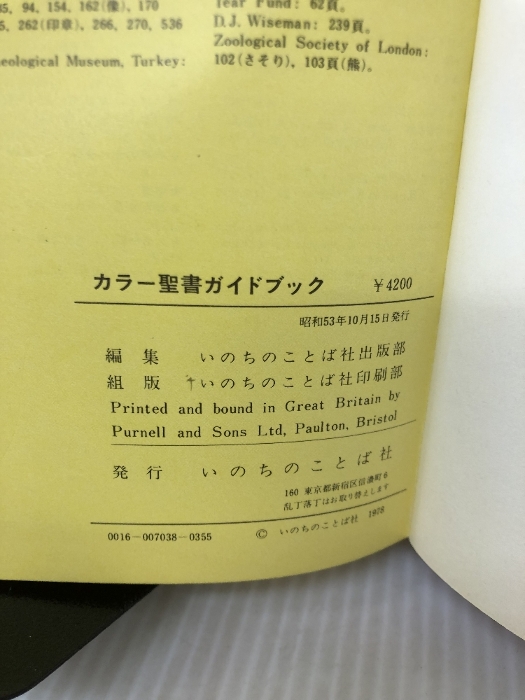 35, 94, 154, 162(像), 170
5, 262(印章), 266, 270, 536
eological Museum, Turkey:
Tear Fund: 62頁。
D.J. Wiseman: 239頁。
Zoological Society of London:
102(さそり)、103頁(熊)。
カラー聖書ガイドブック ￥4200
昭和53年10月15日発行
編集 いのちのことば社出版部
組版 いのちのことば社印刷部
Printed and bound in Great Britain by
Purnell and Sons Ltd, Paulton, Bristol
発行 いのちのことば社
160 東京都新宿区信濃町6
乱丁落丁はお取り替えします
0016-007038-0355 © いのちのことば社 1978